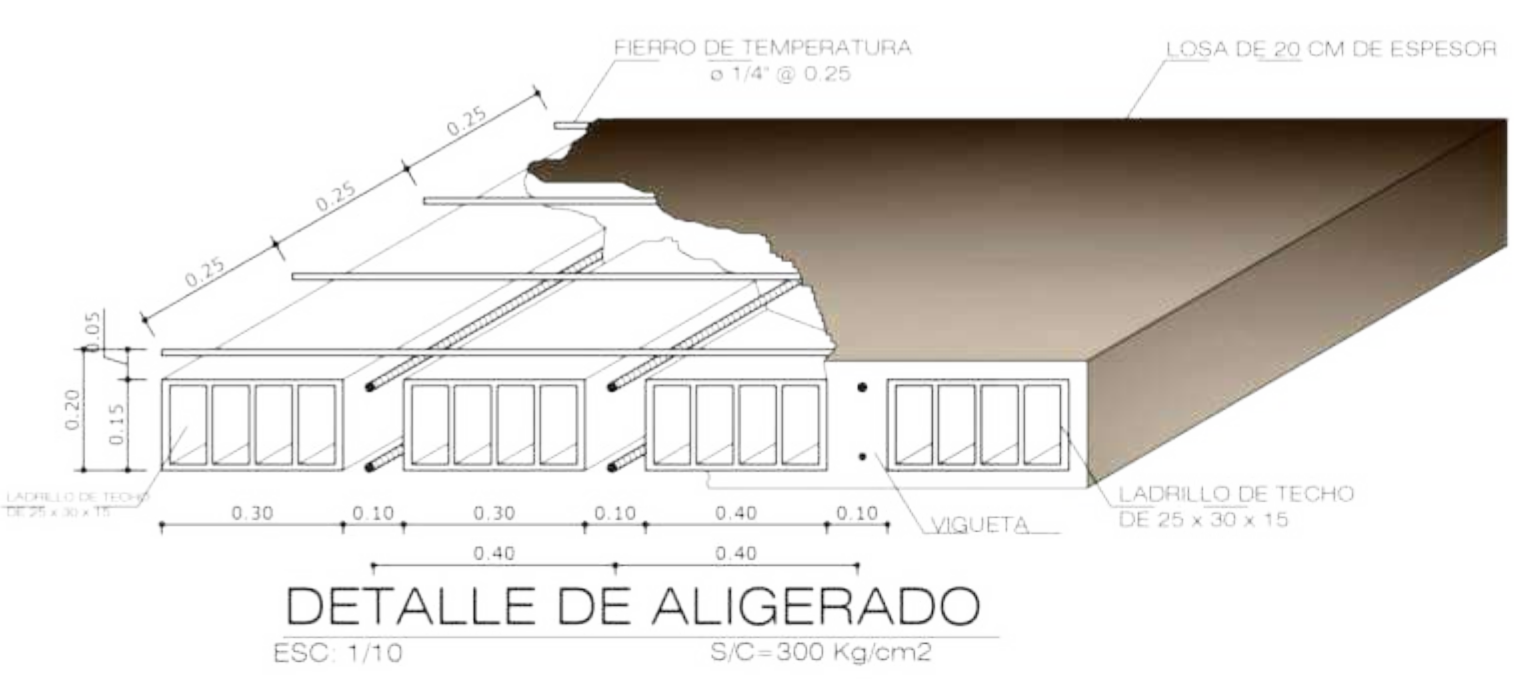 FIERRO DE TEMPERATURA
ø 1/4" @ 0.25
LOSA DE 20 CM DE ESPESOR
0.25
0.25
0.25
0.05
0.20
0.15
LADRILLO DE TECHO
DE 25 x 30 x 15
0.30
0.10
0.30
0.10
0.40
0.10
VIGUETA
LADRILLO DE TECHO
DE 25 x 30 x 15
0.40
0.40
DETALLE DE ALIGERADO
ESC: 1/10
S/C=300 Kg/cm2